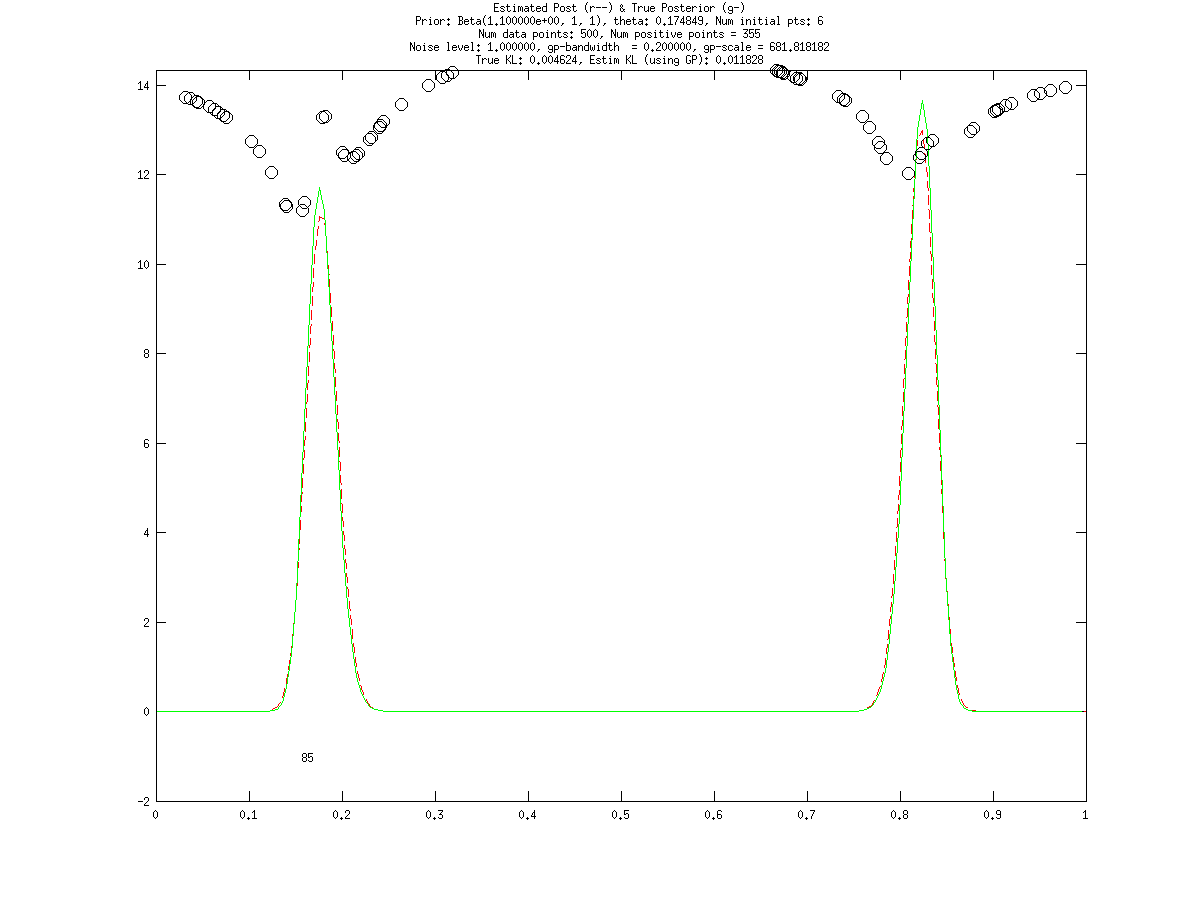 Estimated Post (r--) & True Posterior (g-)
Prior: Beta(1.100000e+00, 1, 1), theta: 0.174849, Num initial pts: 6
Num data points: 500, Num positive points = 355
Noise level: 1.000000, gp-bandwidth  = 0.200000, gp-scale = 681.818182
True KL: 0.004624, Estim KL (using GP): 0.011828
14
12
10
8
6
4
2
0
85
-2
0 0.1 0.2 0.3 0.4 0.5 0.6 0.7 0.8 0.9 1